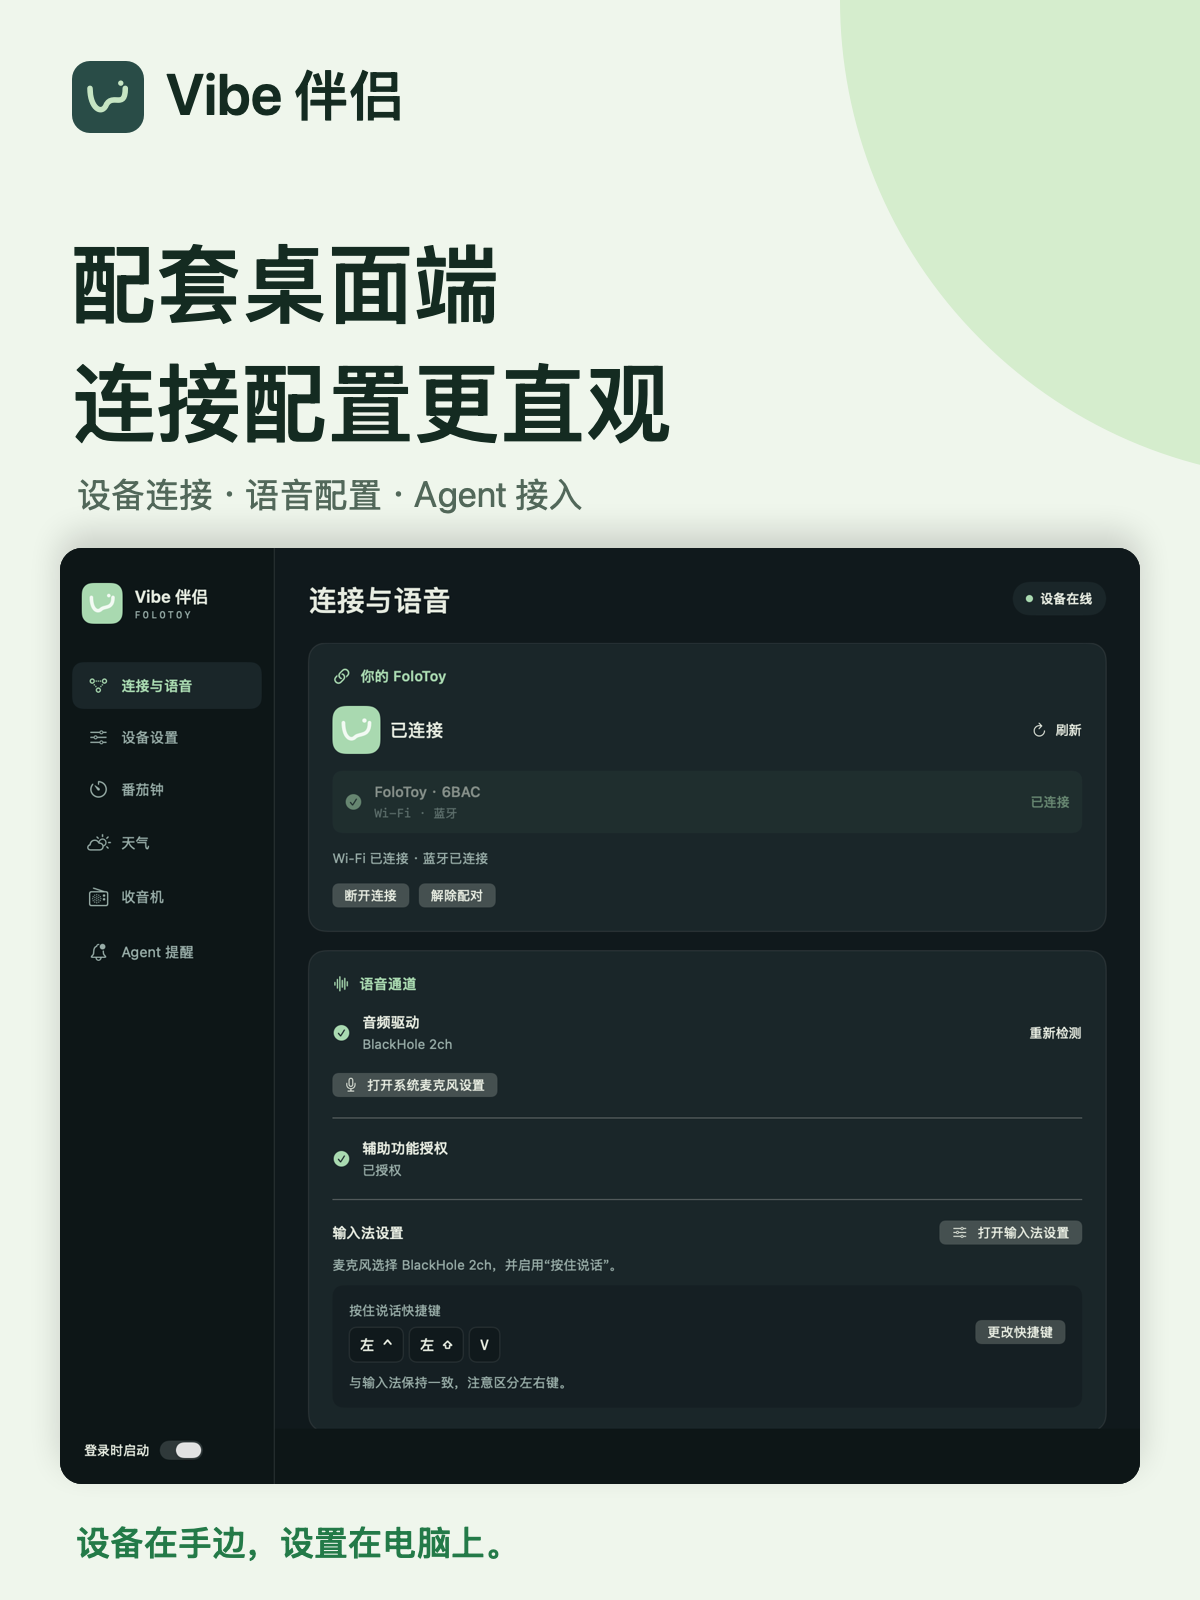 Vibe 伴侣
配套桌面端
连接配置更直观
设备连接 · 语音配置 · Agent 接入
Vibe 伴侣
FOLOTOY
连接与语音
设备设置
番茄钟
天气
收音机
Agent 提醒
登录时启动
连接与语音
设备在线
你的 FoloToy
已连接
刷新
FoloToy · 6BAC
Wi-Fi · 蓝牙
已连接
Wi-Fi 已连接 · 蓝牙已连接
断开连接 解除配对
语音通道
音频驱动
BlackHole 2ch
重新检测
打开系统麦克风设置
辅助功能授权
已授权
输入法设置
打开输入法设置
麦克风选择 BlackHole 2ch，并启用“按住说话”。
按住说话快捷键
左 ^ 左 ⇧ V
更改快捷键
与输入法保持一致，注意区分左右键。
设备在手边，设置在电脑上。